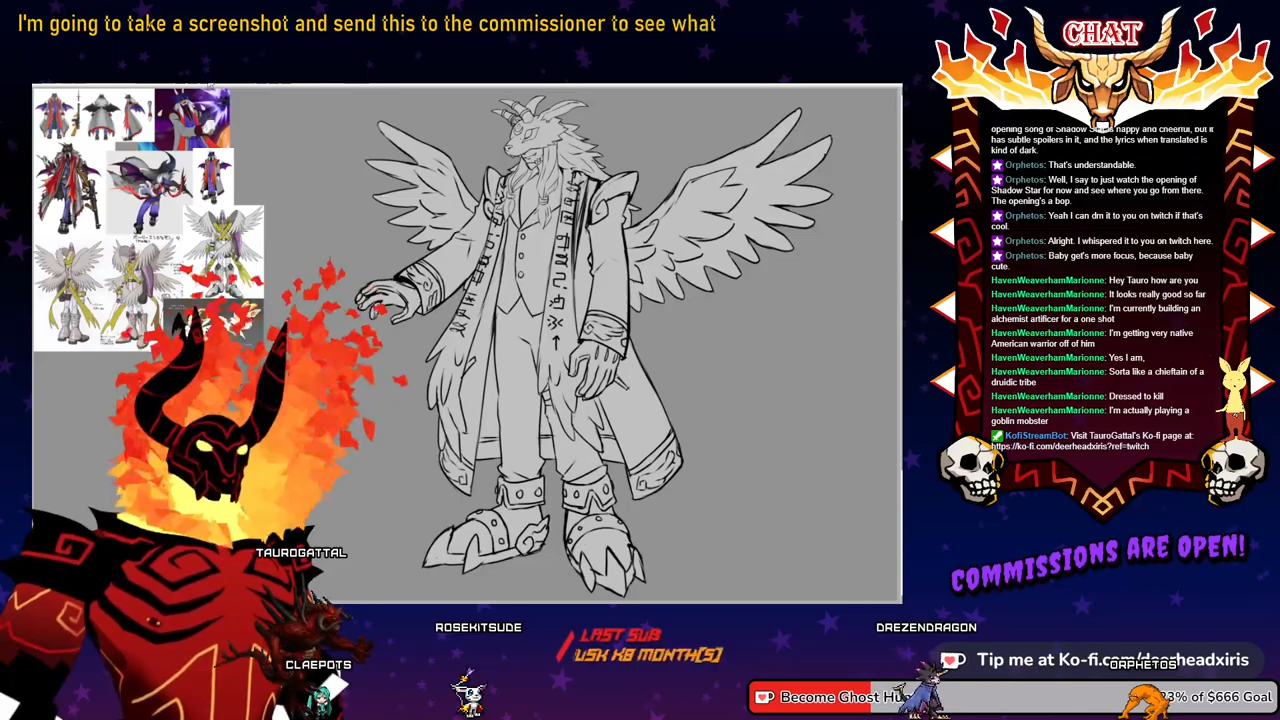 I'm going to take a screenshot and send this to the commissioner to see what
CHAT
opening song of Shadow Star is happy and cheerful, but it
has subtle spoilers in it, and the lyrics when translated is
kind of dark.
Orphetos: That's understandable.
Orphetos: Well, I say to just watch the opening of
Shadow Star for now and see where you go from there.
The opening's a bop.
Orphetos: Yeah I can dm it to you on twitch if that's
cool.
Orphetos: Alright. I whispered it to you on twitch here.
Orphetos: Baby get's more focus, because baby
cute.
HavenWeaverhamMarionne: Hey Tauro how are you
HavenWeaverhamMarionne: It looks really good so far
HavenWeaverhamMarionne: I'm currently building an
alchemist artificer for a one shot
HavenWeaverhamMarionne: I'm getting very native
American warrior off of him
HavenWeaverhamMarionne: Yes I am,
HavenWeaverhamMarionne: Sorta like a chieftain of a
druidic tribe
HavenWeaverhamMarionne: Dressed to kill
HavenWeaverhamMarionne: I'm actually playing a
goblin mobster
KofiStreamBot: Visit TauroGattal's Ko-fi page at:
https://ko-fi.com/deerheadxiris?ref=twitch
COMMISSIONS ARE OPEN!
TAUROGATTAL
ROSEKITSUDE
DREZENDRAGON
LAST SUB
USK X8 MONTH(S)
CLAEPOTS
ORPHETOS
Tip me at Ko-fi.com/deerheadxiris
Become Ghost
23% of $666 Goal